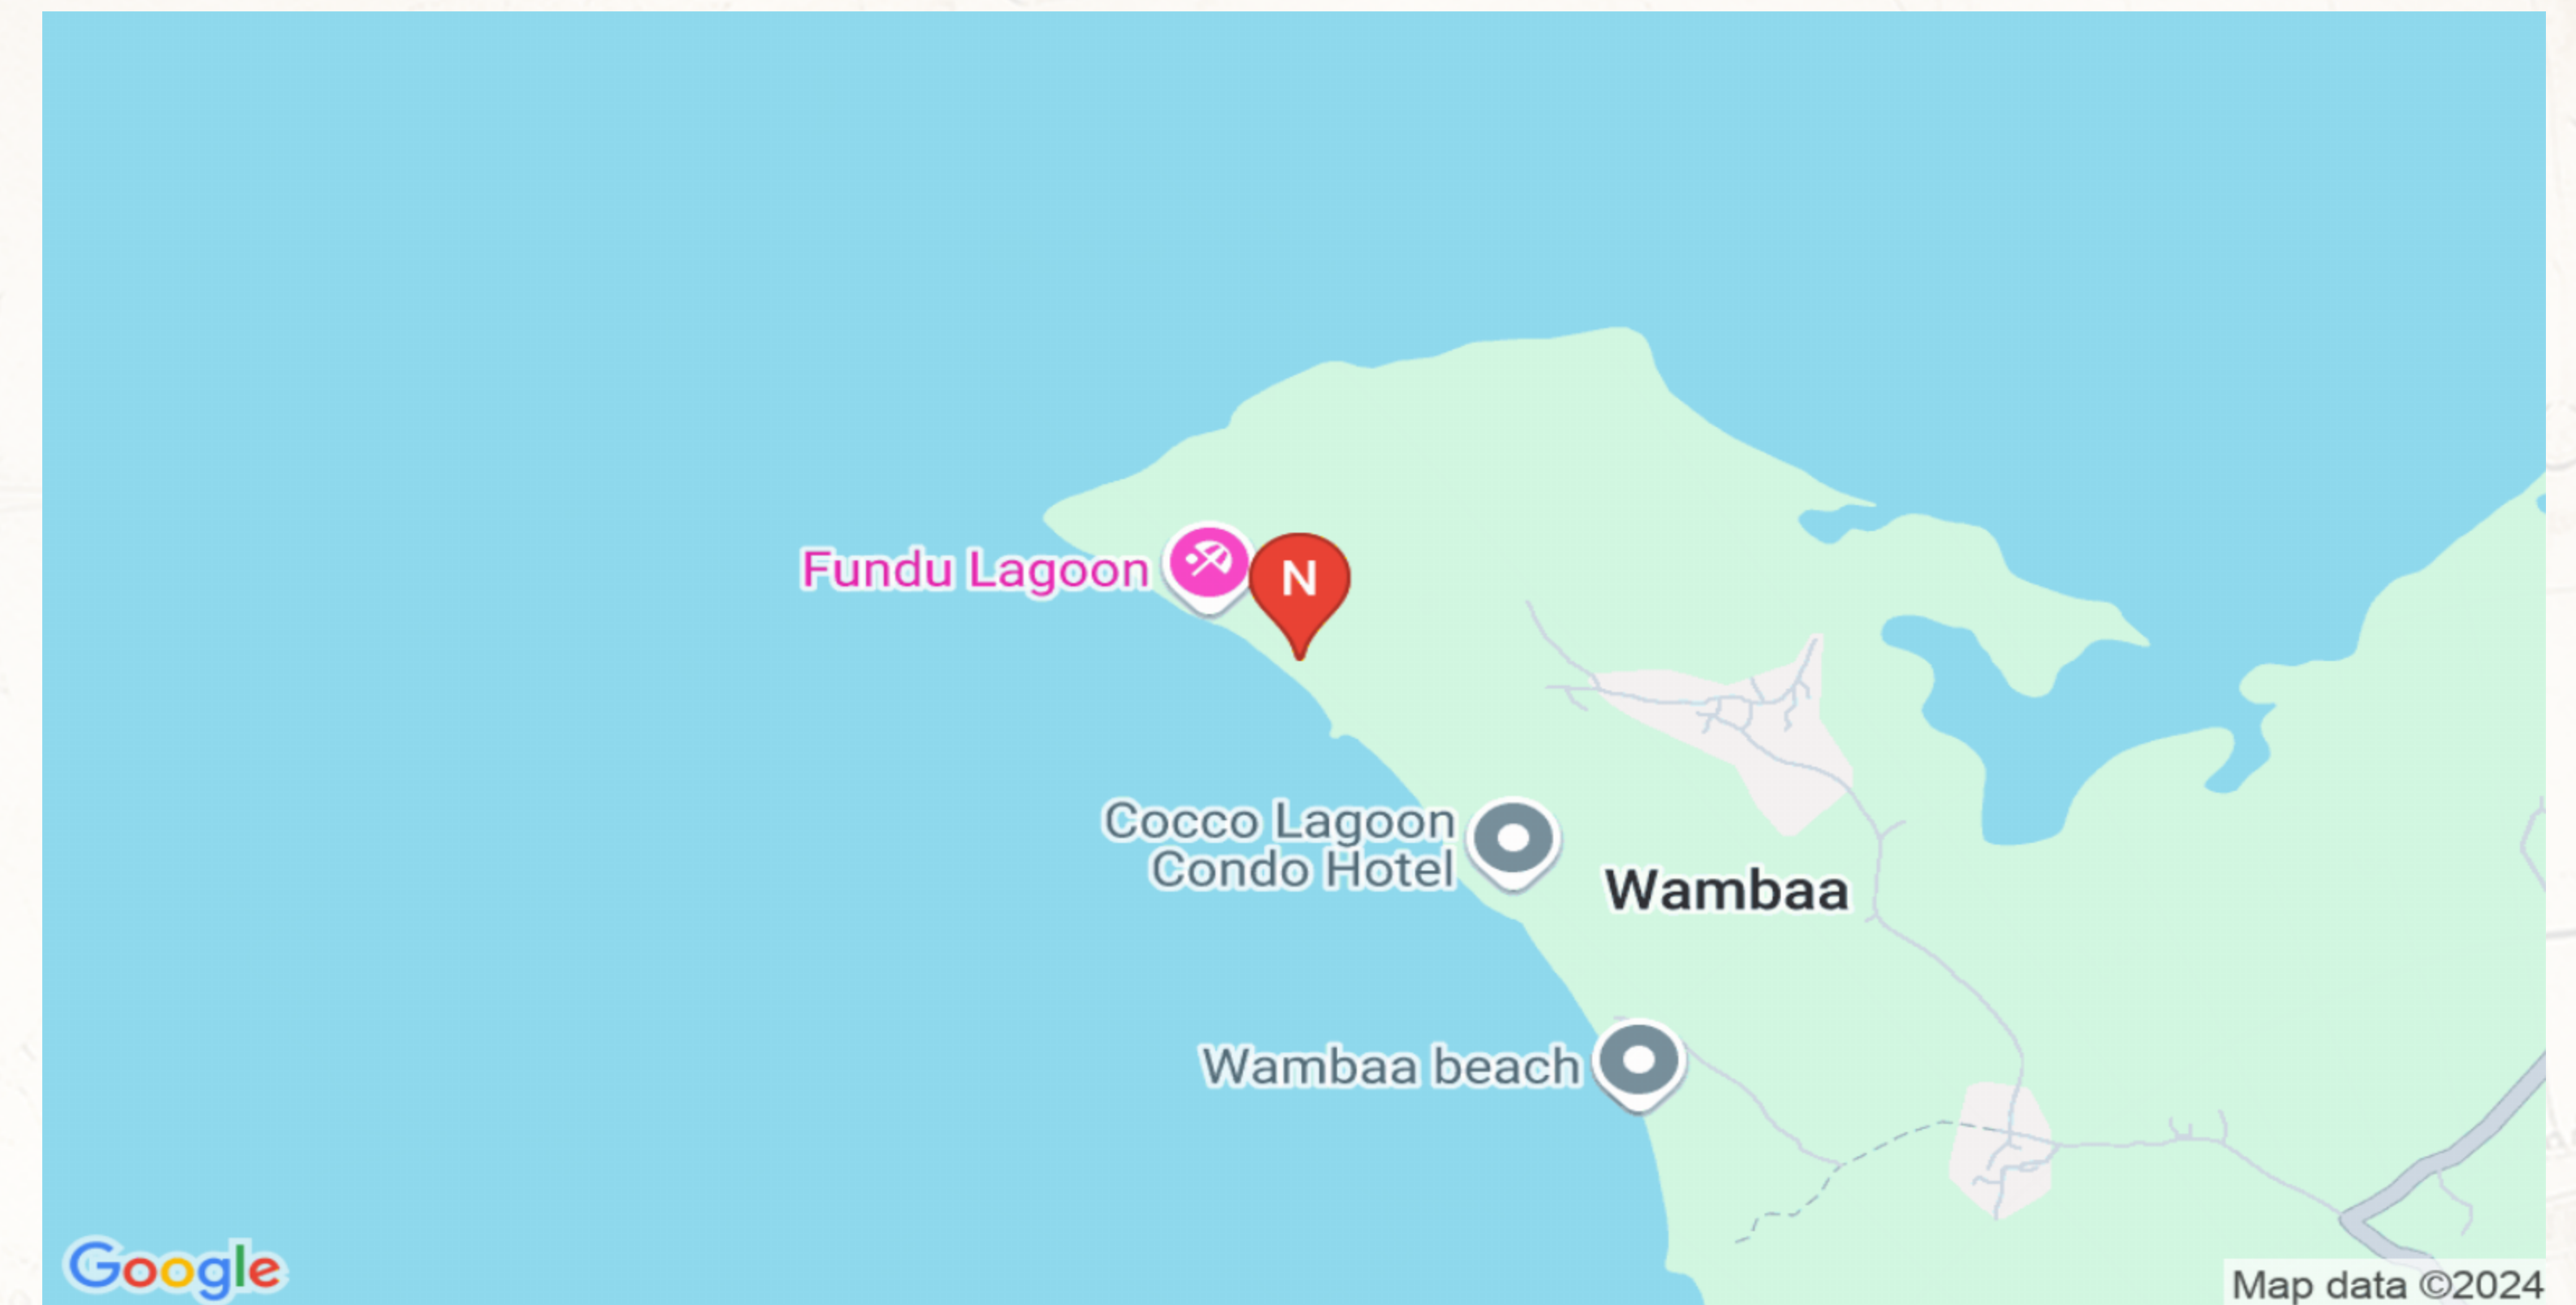 Fundu Lagoon
N
Cocco Lagoon
Condo Hotel
Wambaa
Wambaa beach
Google
Map data ©2024